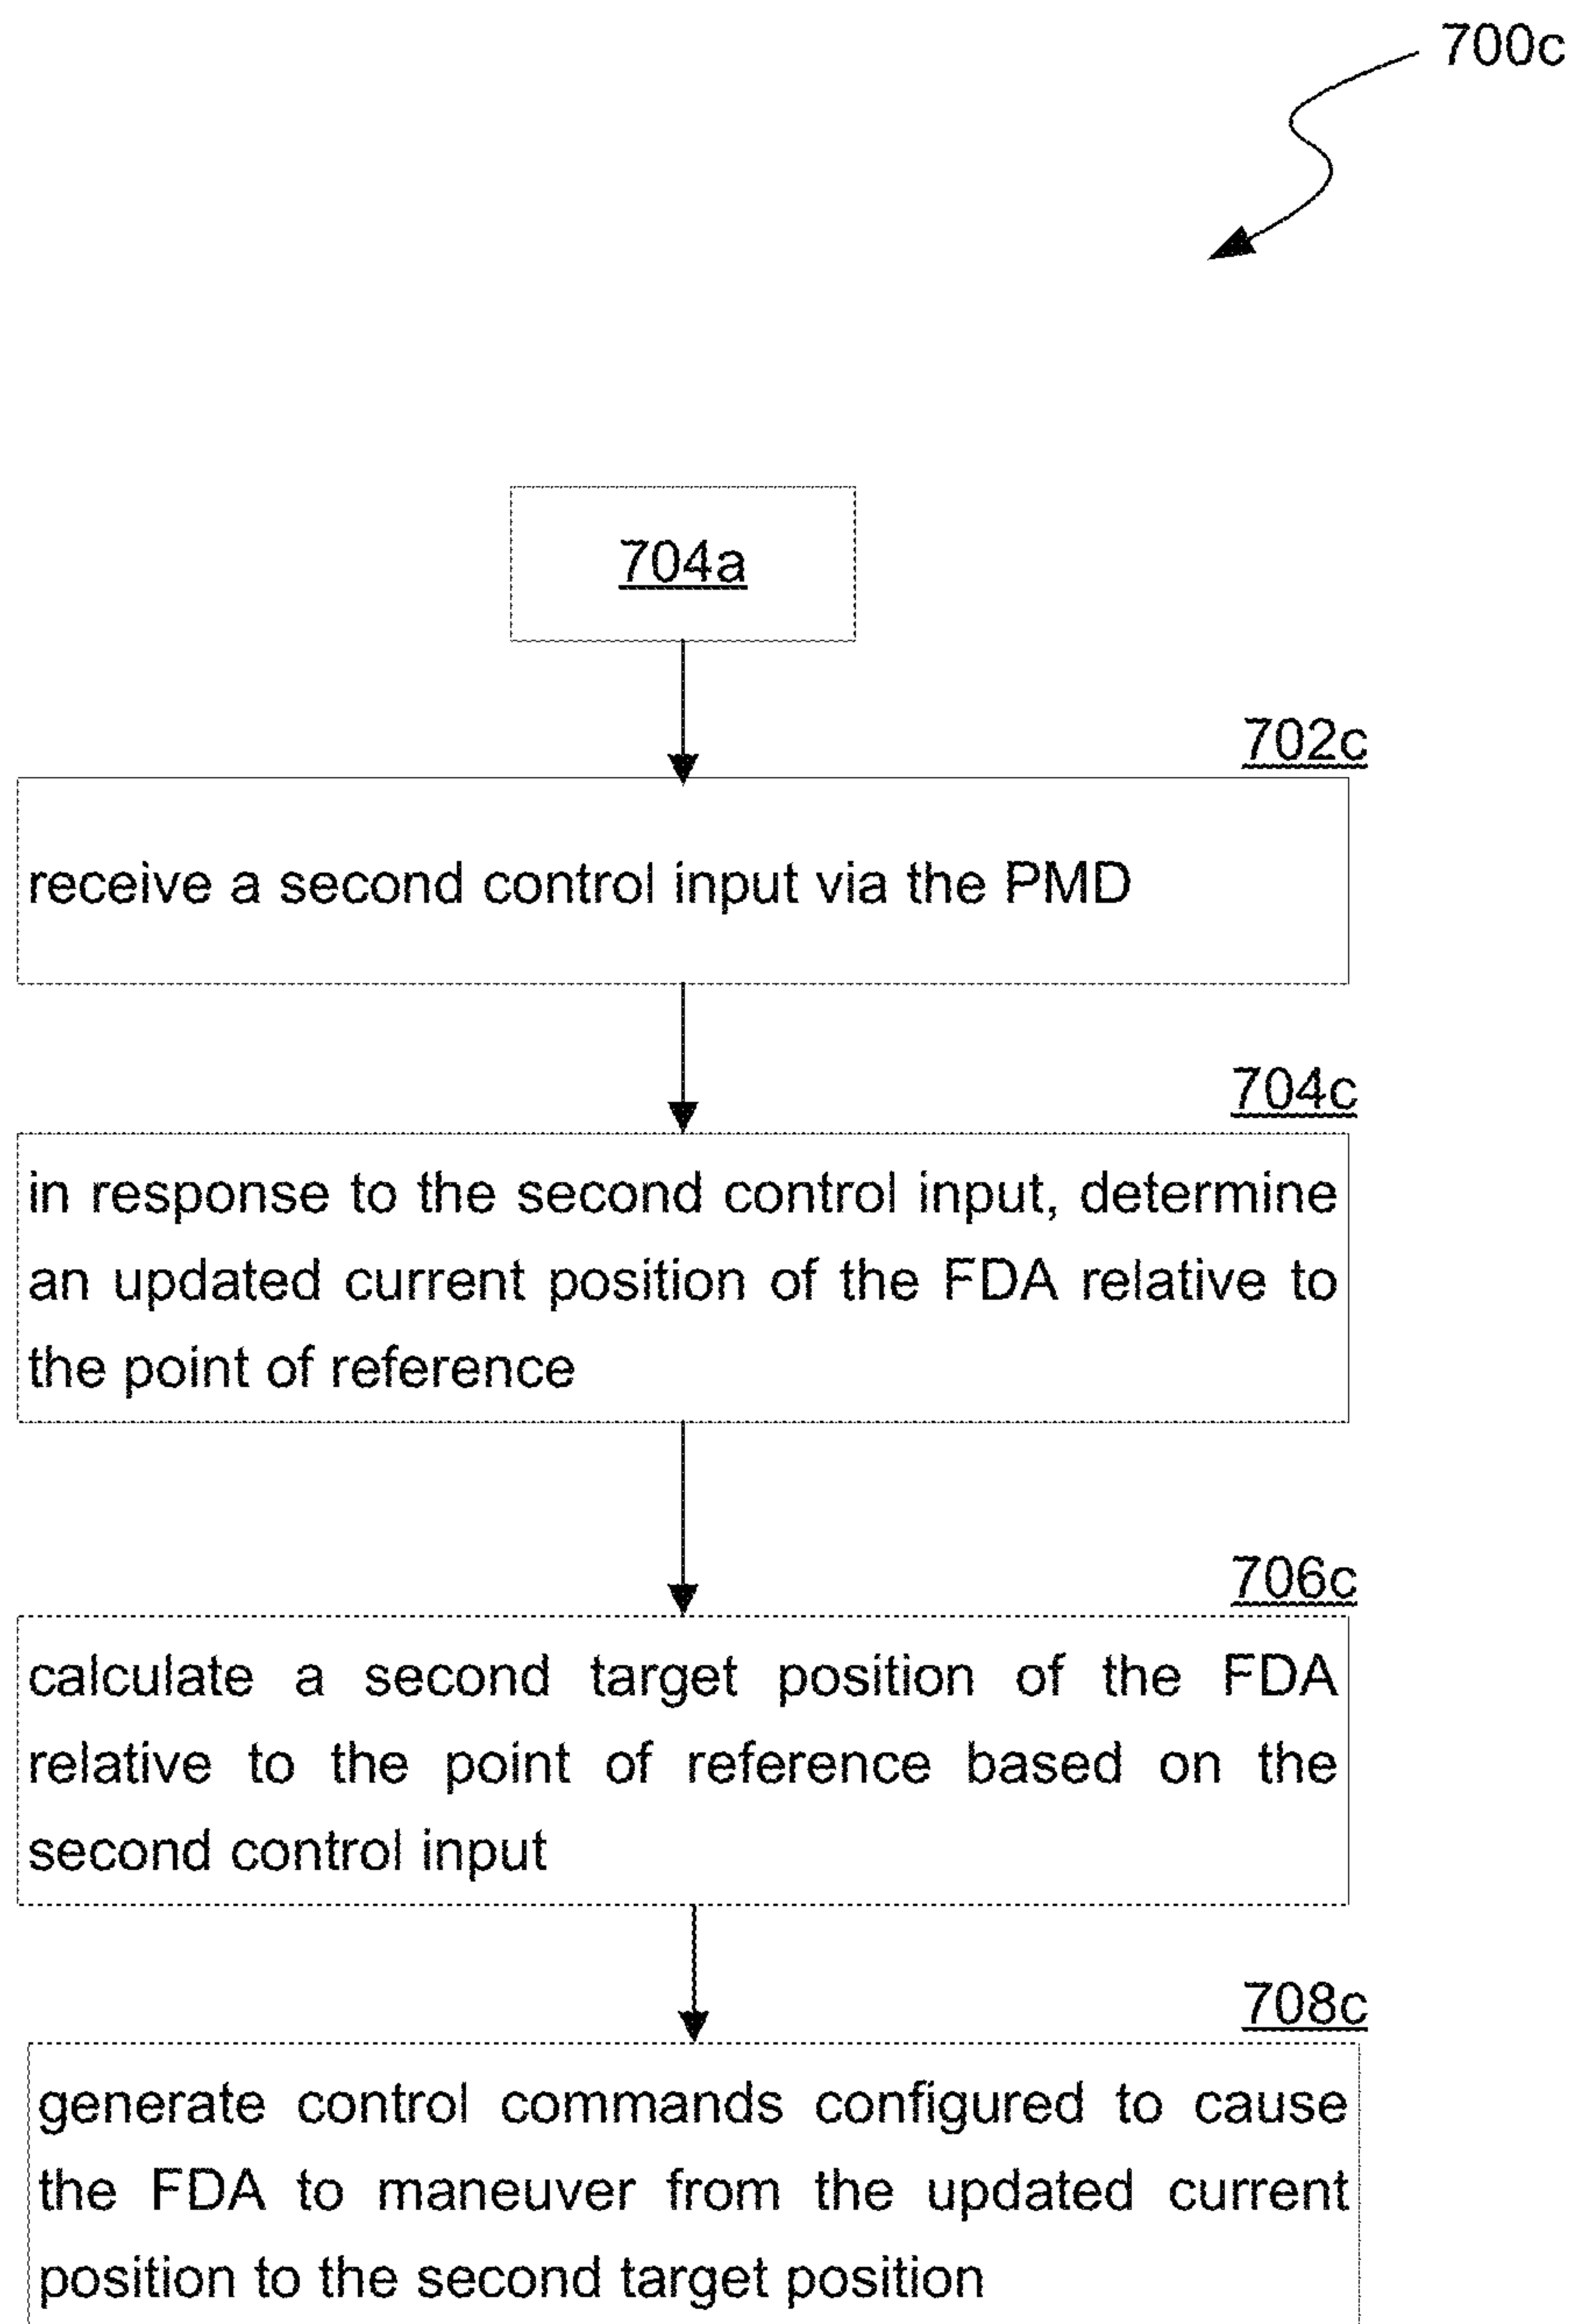 700c
704a
702c
receive a second control input via the PMD
704c
in response to the second control input, determine
an updated current position of the FDA relative to
the point of reference
706c
calculate a second target position of the FDA
relative to the point of reference based on the
second control input
708c
generate control commands configured to cause
the FDA to maneuver from the updated current
position to the second target position